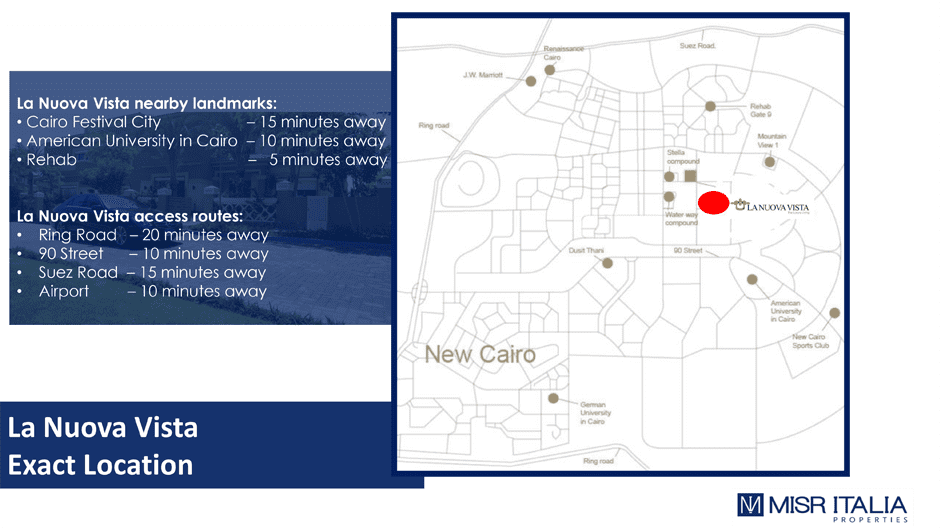 La Nuova Vista nearby landmarks:
• Cairo Festival City – 15 minutes away
• American University in Cairo – 10 minutes away
• Rehab – 5 minutes away
La Nuova Vista access routes:
• Ring Road – 20 minutes away
• 90 Street – 10 minutes away
• Suez Road – 15 minutes away
• Airport – 10 minutes away
La Nuova Vista
Exact Location
Renaissance
Cairo
Suez Road.
J.W. Marriott
Ring road
Rehab
Gate 9
Mountain
View 1
Stella
compound
LA NUOVA VISTA
Water way
compound
Dusit Thani
90 Street
American
University
in Cairo
New Cairo
Sports Club
New Cairo
German
University
in Cairo
Ring road
MISR ITALIA
PROPERTIES